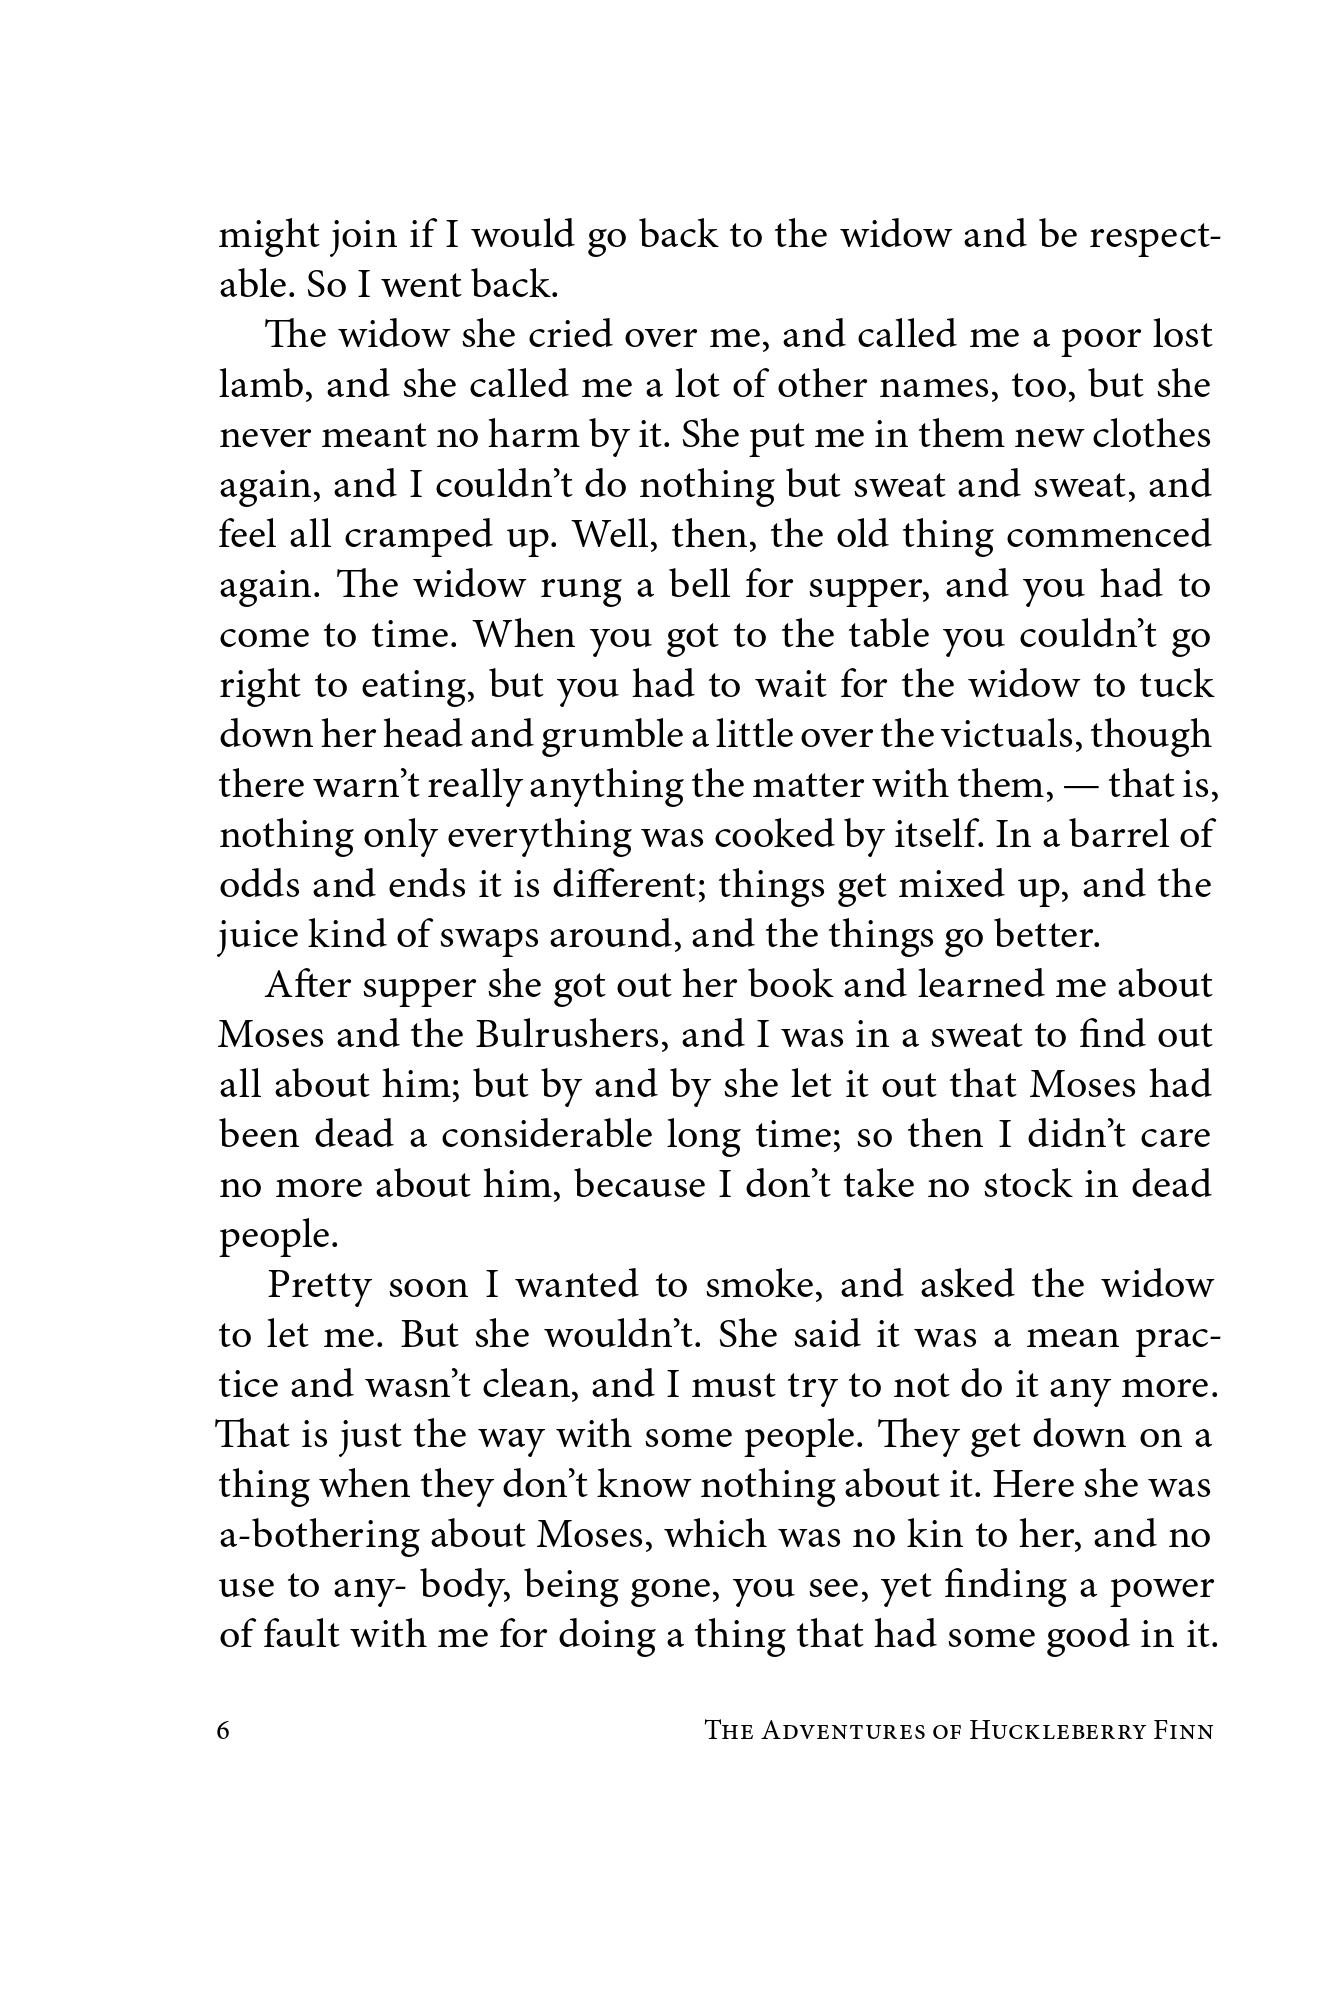 might join if I would go back to the widow and be respect-
able. So I went back.
The widow she cried over me, and called me a poor lost
lamb, and she called me a lot of other names, too, but she
never meant no harm by it. She put me in them new clothes
again, and I couldn’t do nothing but sweat and sweat, and
feel all cramped up. Well, then, the old thing commenced
again. The widow rung a bell for supper, and you had to
come to time. When you got to the table you couldn’t go
right to eating, but you had to wait for the widow to tuck
down her head and grumble a little over the victuals, though
there warn’t really anything the matter with them, — that is,
nothing only everything was cooked by itself. In a barrel of
odds and ends it is different; things get mixed up, and the
juice kind of swaps around, and the things go better.
After supper she got out her book and learned me about
Moses and the Bulrushers, and I was in a sweat to find out
all about him; but by and by she let it out that Moses had
been dead a considerable long time; so then I didn’t care
no more about him, because I don’t take no stock in dead
people.
Pretty soon I wanted to smoke, and asked the widow
to let me. But she wouldn’t. She said it was a mean prac-
tice and wasn’t clean, and I must try to not do it any more.
That is just the way with some people. They get down on a
thing when they don’t know nothing about it. Here she was
a-bothering about Moses, which was no kin to her, and no
use to any- body, being gone, you see, yet finding a power
of fault with me for doing a thing that had some good in it.
6 The Adventures of Huckleberry Finn